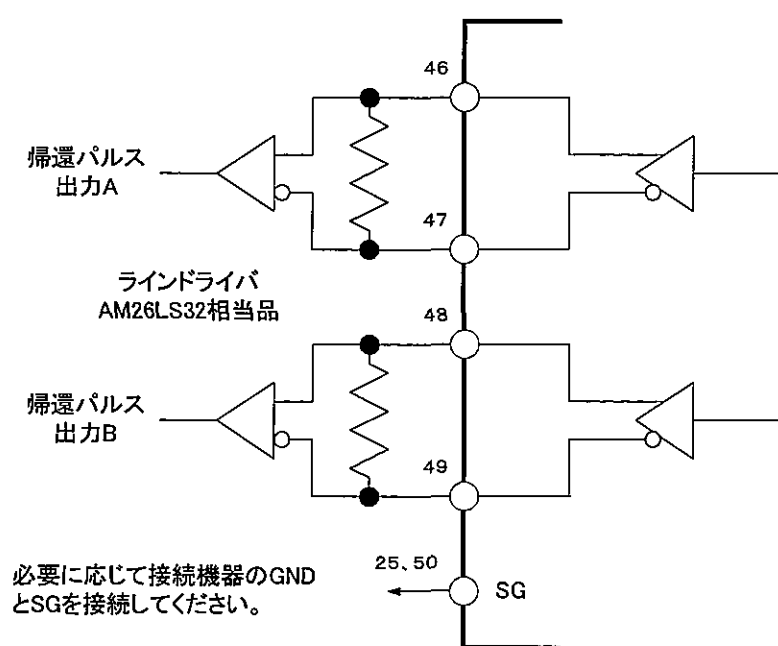 46
帰還パルス
出力A
47
ラインドライバ
AM26LS32相当品
48
帰還パルス
出力B
49
25、50
必要に応じて接続機器のGND
とSGを接続してください。
SG